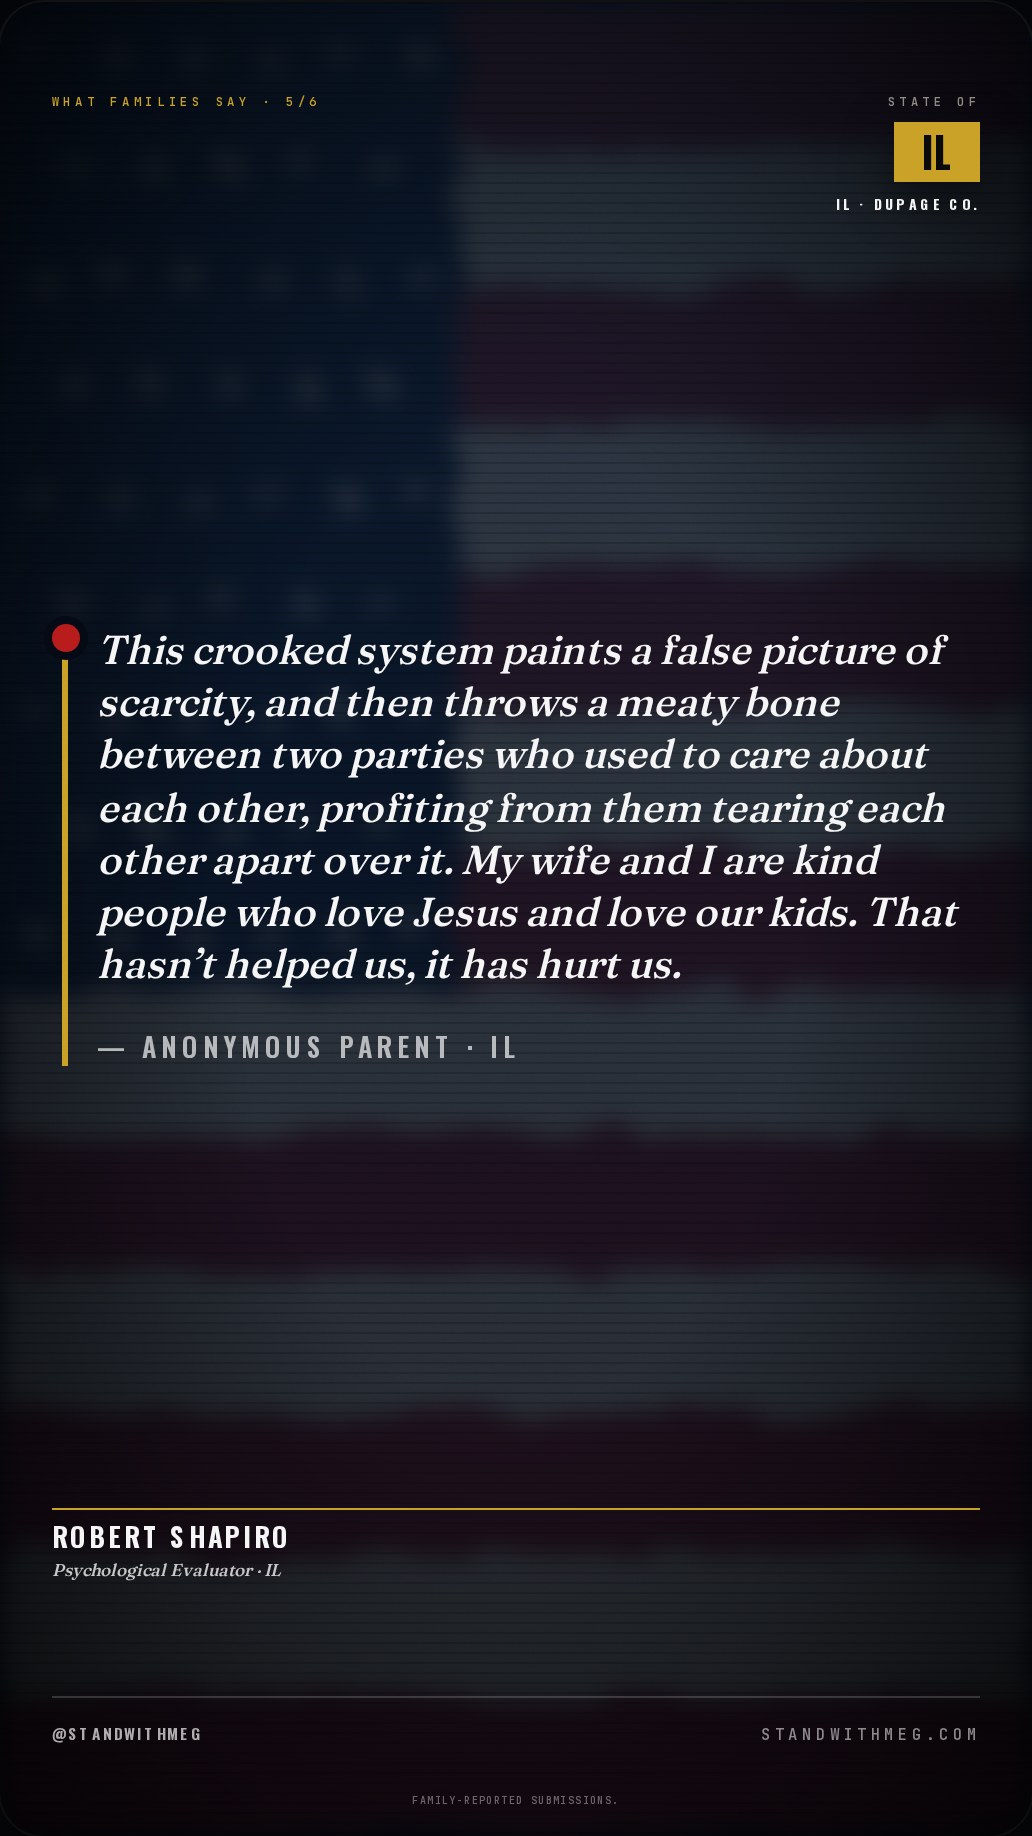 WHAT FAMILIES SAY · 5/6
STATE OF
IL
IL · DUPAGE CO.
This crooked system paints a false picture of
scarcity, and then throws a meaty bone
between two parties who used to care about
each other, profiting from them tearing each
other apart over it. My wife and I are kind
people who love Jesus and love our kids. That
hasn’t helped us, it has hurt us.
— ANONYMOUS PARENT · IL
ROBERT SHAPIRO
Psychological Evaluator · IL
@STANDWITHMEG
STANDWITHMEG.COM
FAMILY-REPORTED SUBMISSIONS.